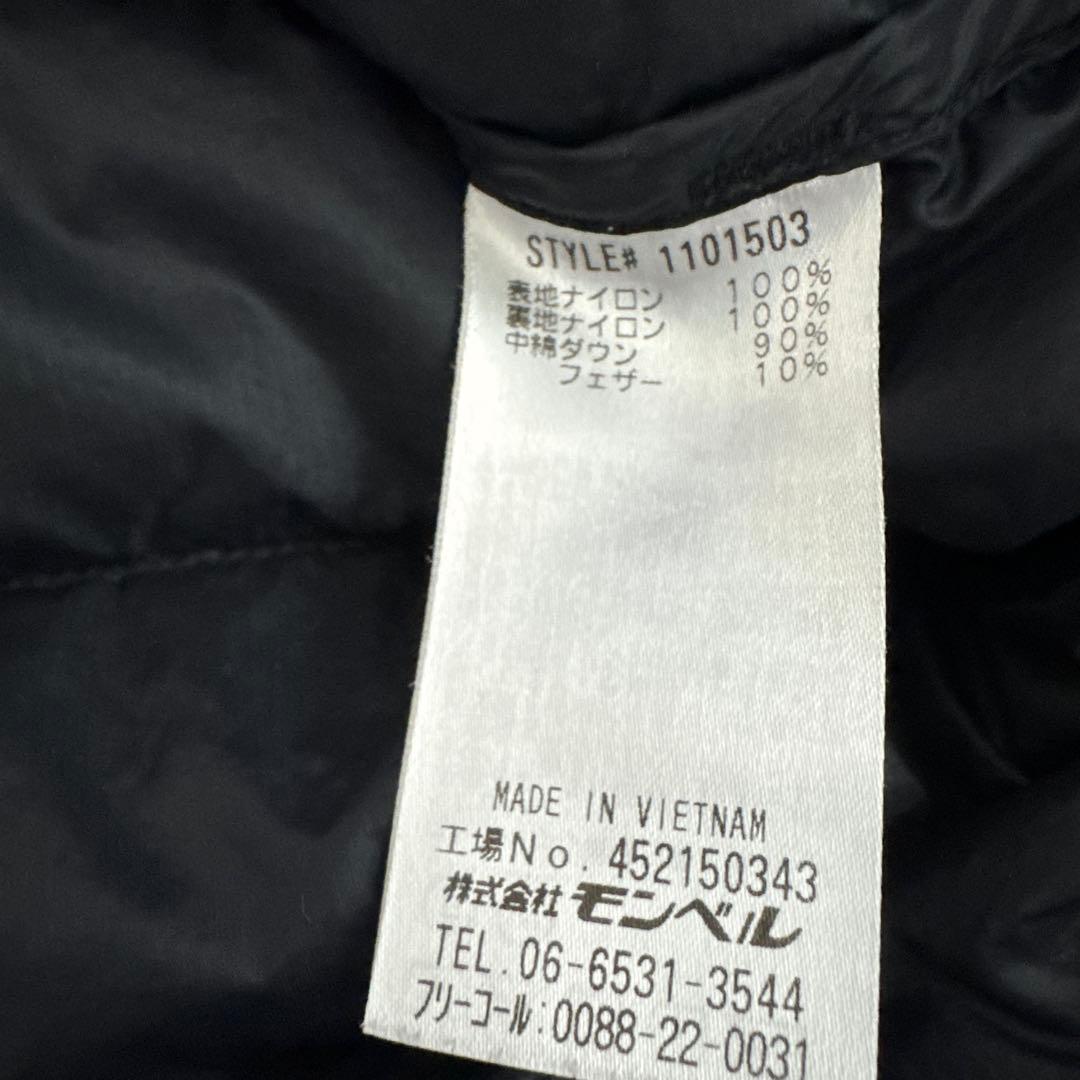 STYLE# 1101503
表地ナイロン 100%
裏地ナイロン 100%
中綿ダウン 90%
フェザー 10%
MADE IN VIETNAM
工場No. 452150343
株式会社 モンベル
TEL. 06-6531-3544
フリーコール:0088-22-0031